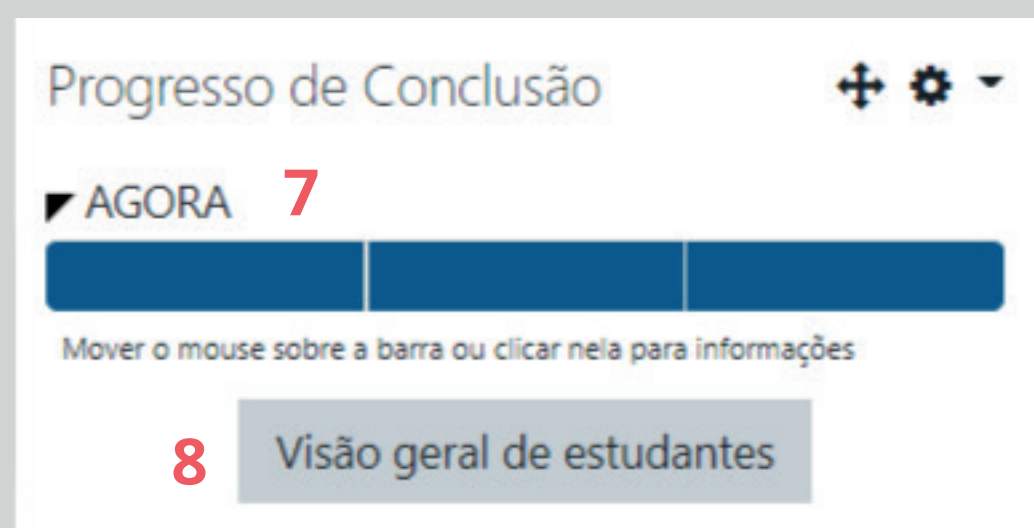 Progresso de Conclusão
AGORA 7
Mover o mouse sobre a barra ou clicar nela para informações
8 Visão geral de estudantes